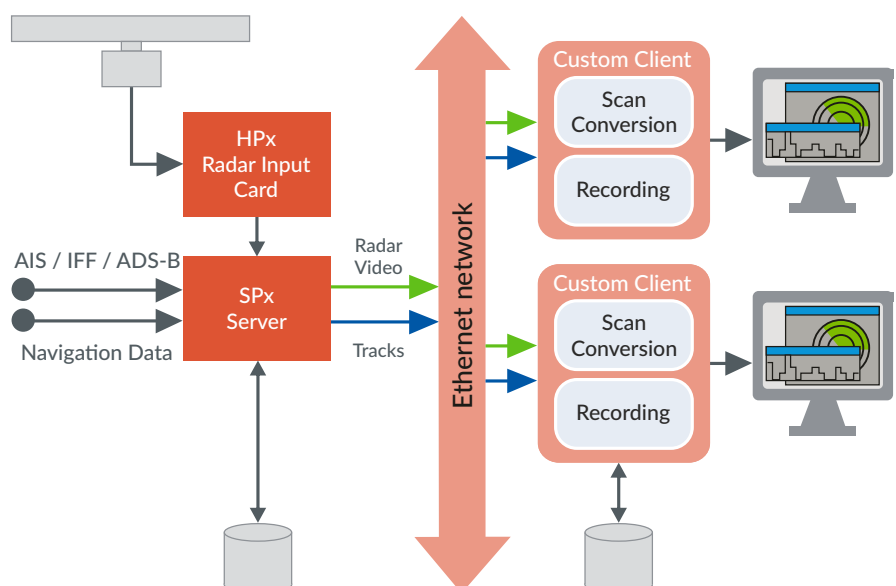 HPx
Radar Input
Card
AIS / IFF / ADS-B
Navigation Data
SPx
Server
Radar
Video
Tracks
Ethernet network
Custom Client
Scan
Conversion
Recording
Custom Client
Scan
Conversion
Recording